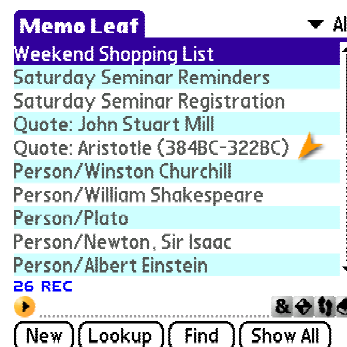 Memo Leaf
Weekend Shopping List
Saturday Seminar Reminders
Saturday Seminar Registration
Quote: John Stuart Mill
Quote: Aristotle (384BC-322BC)
Person/Winston Churchill
Person/William Shakespeare
Person/Plato
Person/Newton, Sir Isaac
Person/Albert Einstein
26 REC
&
New Lookup Find Show All